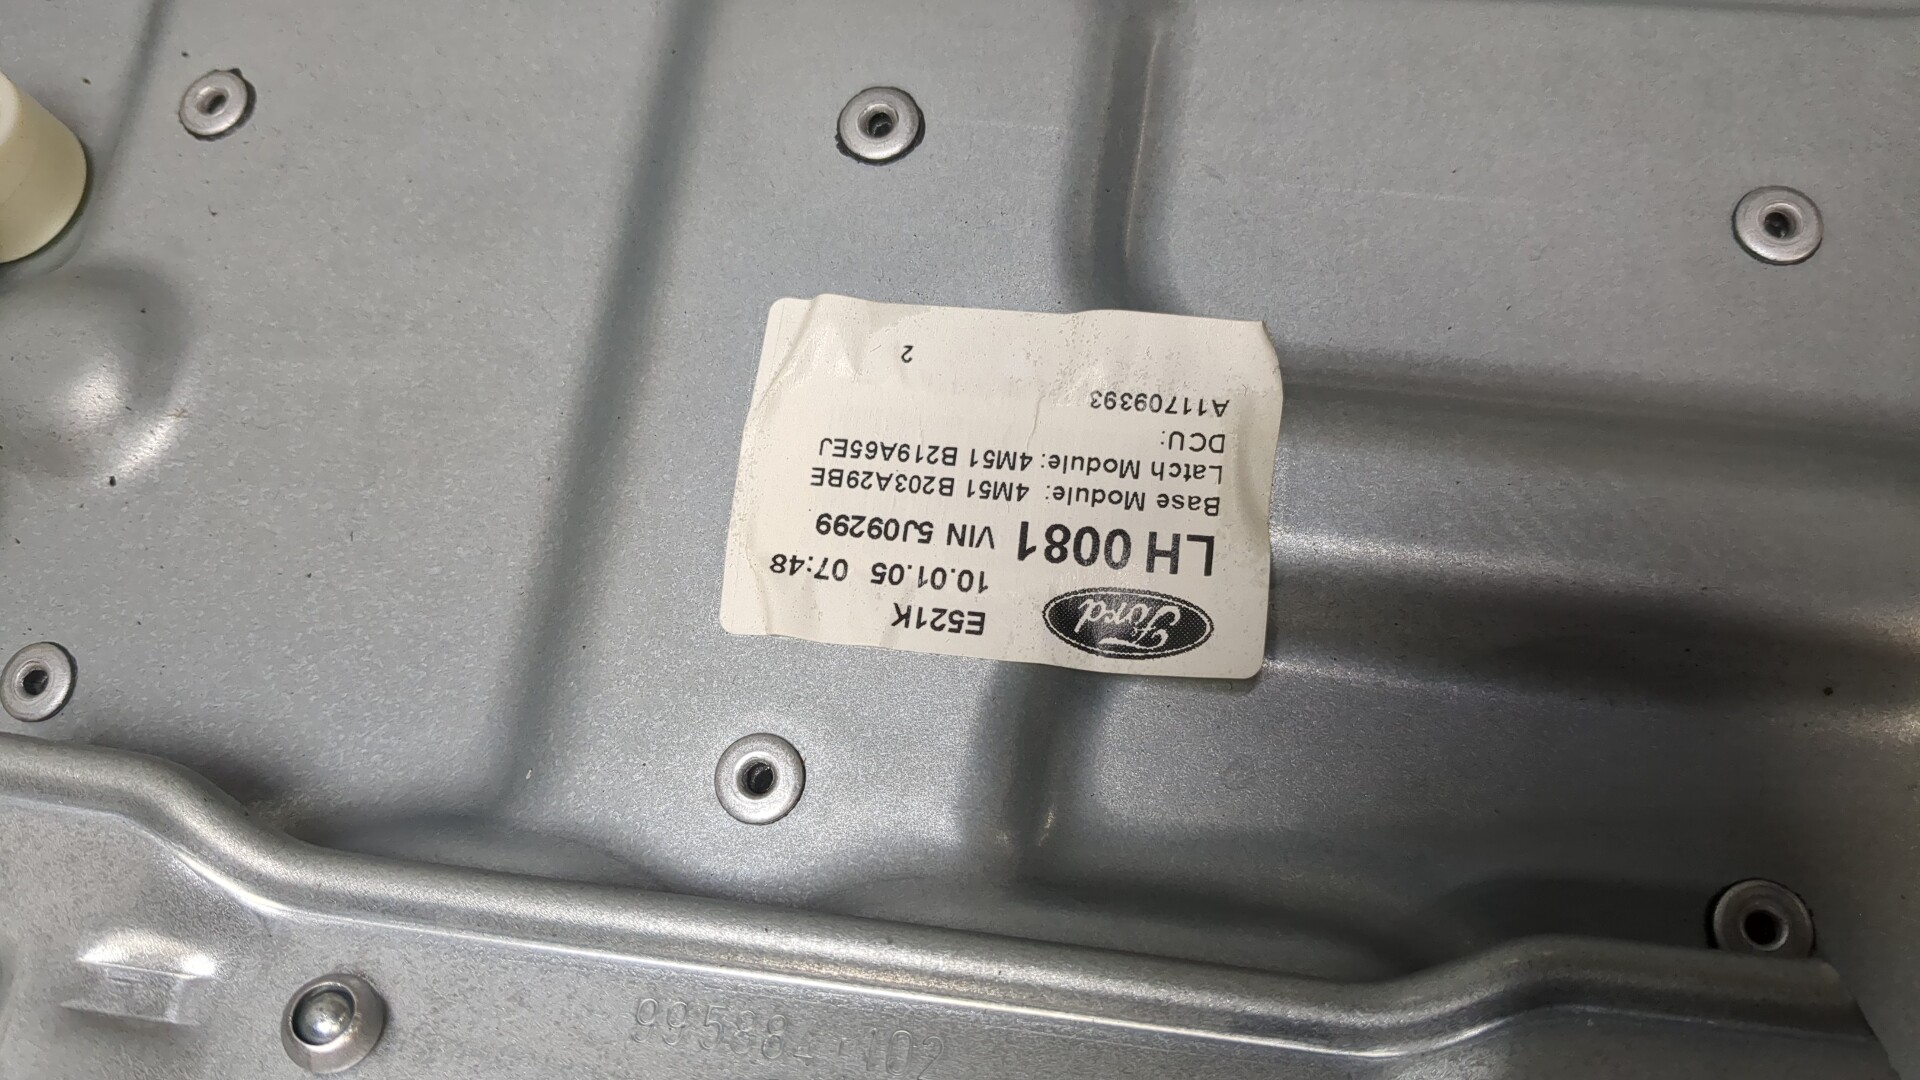 Ford
E521K
10.01.05 07:48
LH 0081 VIN 5J09299
Base Module: 4M51 B203A29BE
Latch Module: 4M51 B219A65EJ
DCU:
A11709393
2